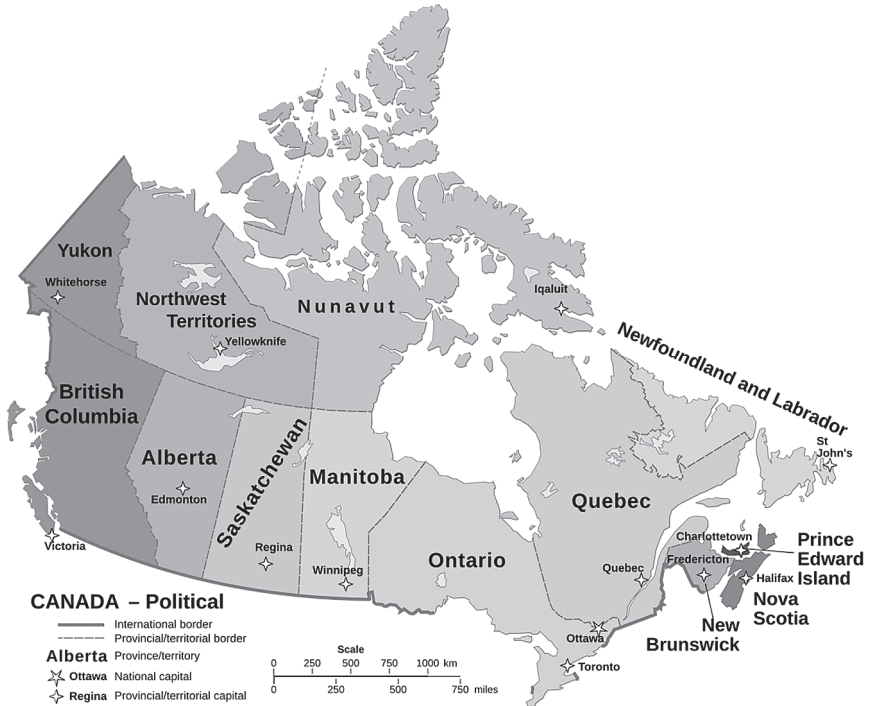 Yukon
Whitehorse
Northwest
Territories
Yellowknife
Nunavut
Iqaluit
Newfoundland and Labrador
St
John's
British
Columbia
Victoria
Alberta
Edmonton
Saskatchewan
Regina
Manitoba
Winnipeg
Ontario
Ottawa
Toronto
Quebec
Quebec
Charlottetown
Fredericton
Halifax
Prince
Edward
Island
Nova
Scotia
New
Brunswick
CANADA – Political
International border
Provincial/territorial border
Alberta Province/territory
Ottawa National capital
Regina Provincial/territorial capital
Scale
0 250 500 750 1000 km
0 250 500 750 miles